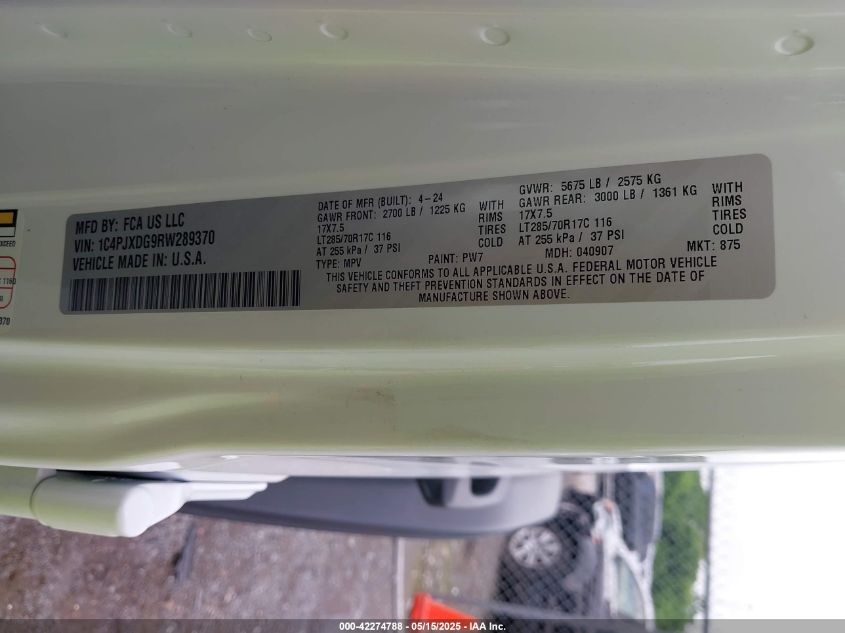 MFD BY: FCA US LLC
VIN: 1C4PJXDG9RW289370
VEHICLE MADE IN: U.S.A.
DATE OF MFR (BUILT): 4-24
GAWR FRONT: 2700 LB / 1225 KG WITH
17X7.5 RIMS
LT285/70R17C 116 TIRES
AT 255 kPa / 37 PSI COLD
TYPE: MPV PAINT: PW7
GVWR: 5675 LB / 2575 KG
GAWR REAR: 3000 LB / 1361 KG WITH
17X7.5 RIMS
LT285/70R17C 116 TIRES
AT 255 kPa / 37 PSI COLD
MDH: 040907 MKT: 875
THIS VEHICLE CONFORMS TO ALL APPLICABLE U.S.A. FEDERAL MOTOR VEHICLE
SAFETY AND THEFT PREVENTION STANDARDS IN EFFECT ON THE DATE OF
MANUFACTURE SHOWN ABOVE.
EXCEED
370
000-42274788 - 05/15/2025 - IAA Inc.